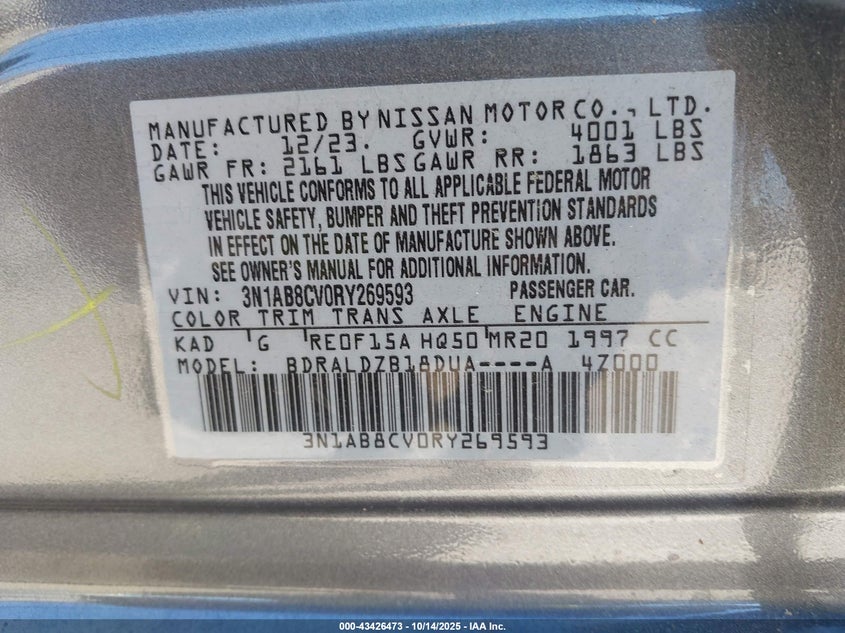 MANUFACTURED BY NISSAN MOTOR CO., LTD.
DATE: 12/23. GVWR: 4001 LBS
GAWR FR: 2161 LBS GAWR RR: 1863 LBS
THIS VEHICLE CONFORMS TO ALL APPLICABLE FEDERAL MOTOR
VEHICLE SAFETY, BUMPER AND THEFT PREVENTION STANDARDS
IN EFFECT ON THE DATE OF MANUFACTURE SHOWN ABOVE.
SEE OWNER'S MANUAL FOR ADDITIONAL INFORMATION.
VIN: 3N1AB8CV0RY269593 PASSENGER CAR.
COLOR TRIM TRANS AXLE ENGINE
KAD G RE0F15A HQ50 MR20 1997 CC
MODEL: BDRALDZB18DUA----A 4Z000
3N1AB8CV0RY269593
000-43426473 - 10/14/2025 - IAA Inc.